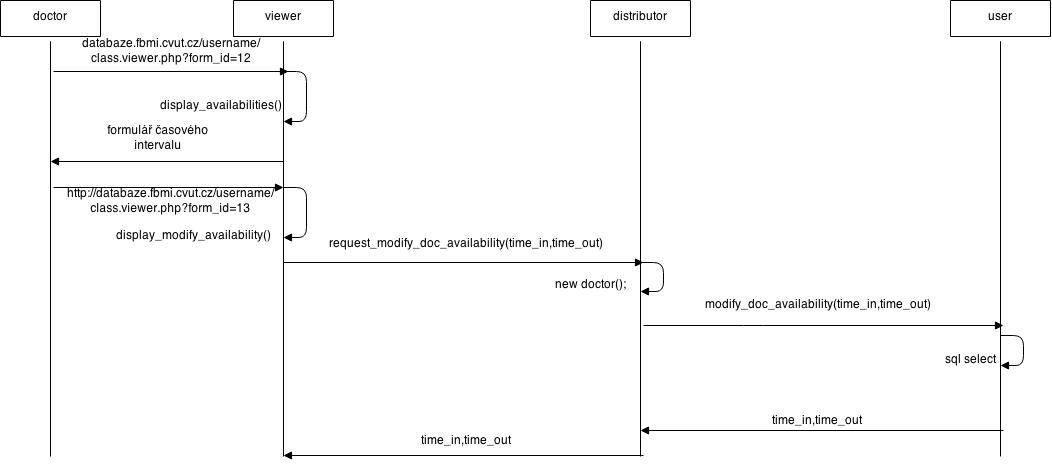 doctor
viewer
distributor
user
databaze.fbmi.cvut.cz/username/
class.viewer.php?form_id=12
display_availabilities()
formulář časového
intervalu
http://databaze.fbmi.cvut.cz/username/
class.viewer.php?form_id=13
display_modify_availability()
request_modify_doc_availability(time_in,time_out)
new doctor();
modify_doc_availability(time_in,time_out)
sql select
time_in,time_out
time_in,time_out